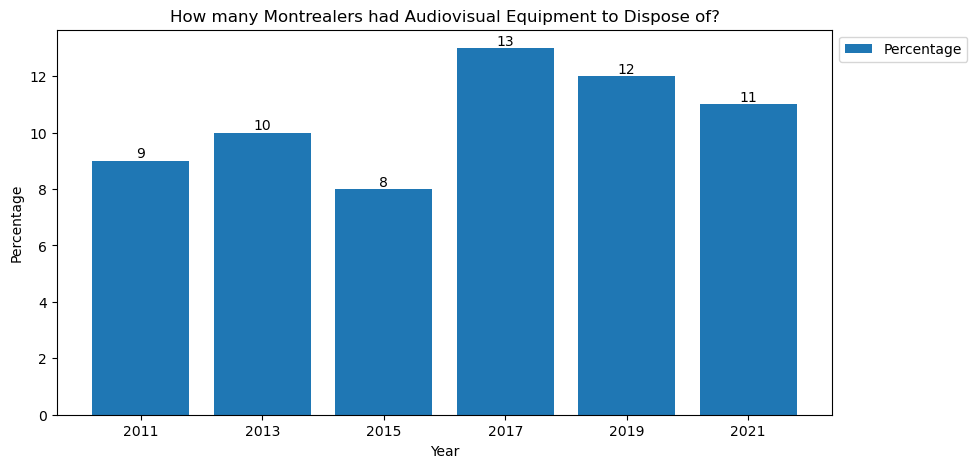 How many Montrealers had Audiovisual Equipment to Dispose of?
Percentage
13
12
12
11
10
10
9
8
8
6
4
2
0
Percentage
2011 2013 2015 2017 2019 2021
Year